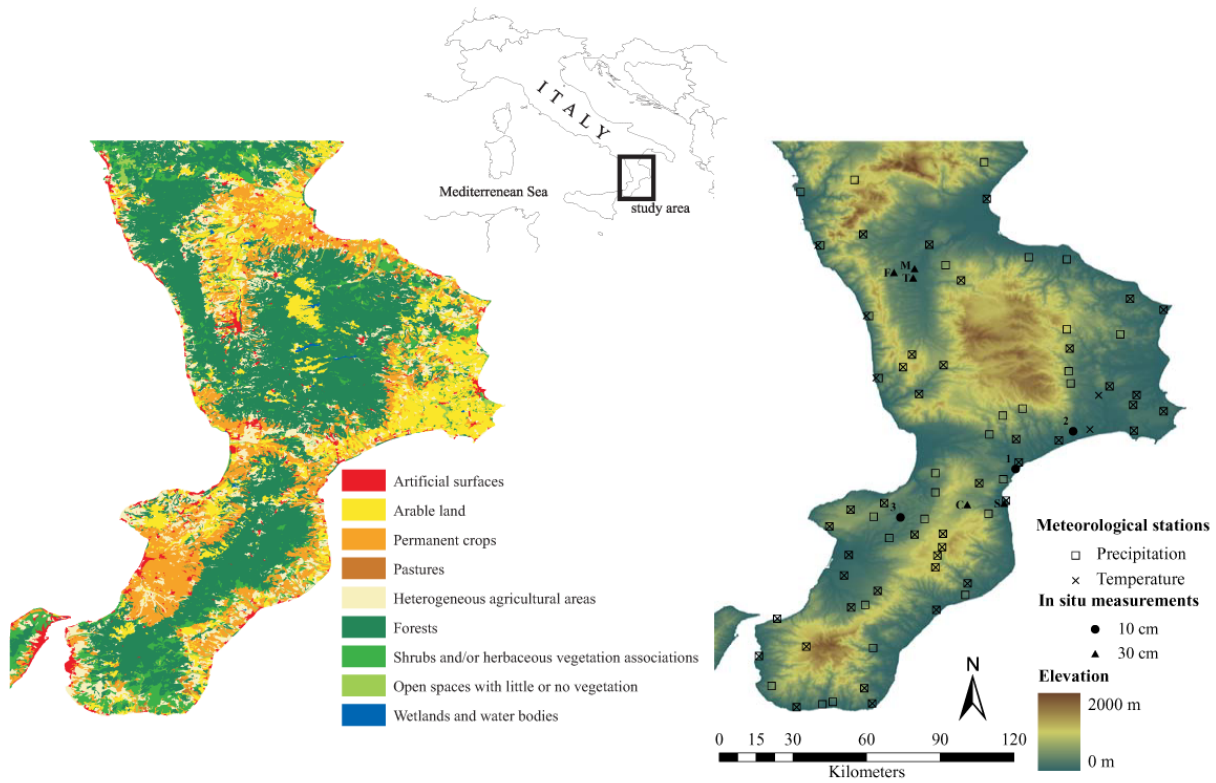 ITALY
Mediterranean Sea
study area
Artificial surfaces
Arable land
Permanent crops
Pastures
Heterogeneous agricultural areas
Forests
Shrubs and/or herbaceous vegetation associations
Open spaces with little or no vegetation
Wetlands and water bodies
M
F
T
2
1
C
S
3
Meteorological stations
Precipitation
Temperature
In situ measurements
10 cm
30 cm
Elevation
2000 m
0 m
N
0 15 30 60 90 120
Kilometers